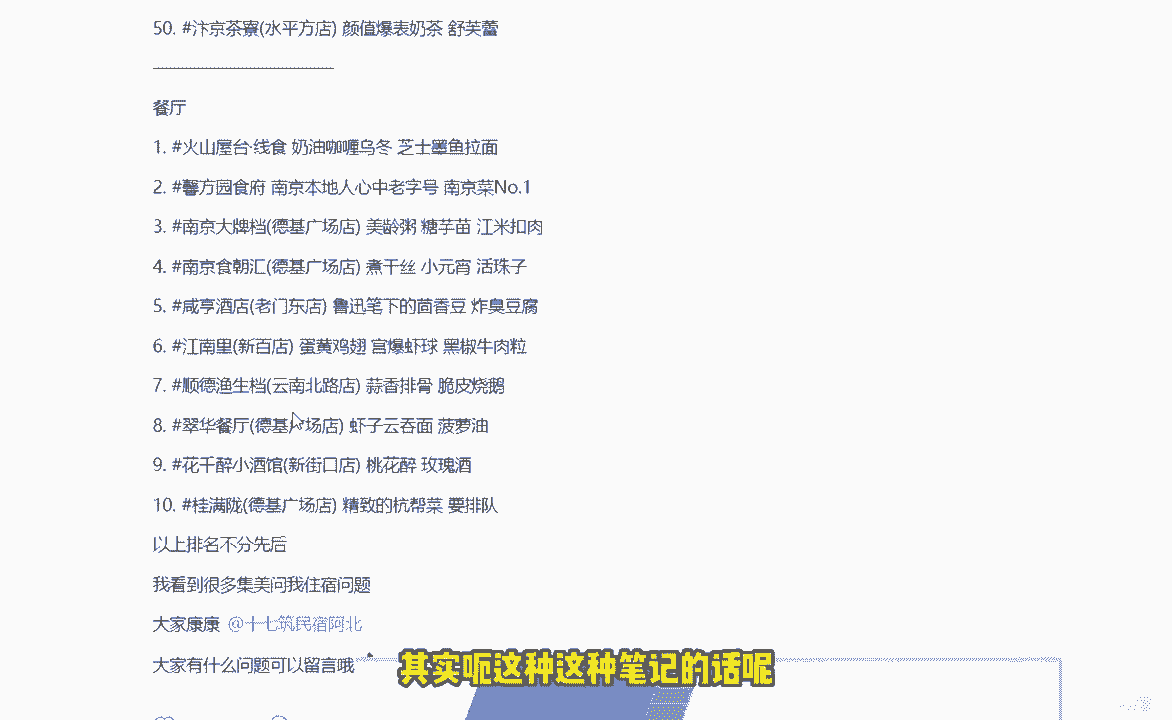 50. #汴京茶寮(水平方店) 颜值爆表奶茶 舒芙蕾
餐厅
1. #火山屋台·线食 奶油咖喱乌冬 芝士墨鱼拉面
2. #馨方园食府 南京本地人心中老字号 南京菜No.1
3. #南京大牌档(德基广场店) 美龄粥 糖芋苗 江米扣肉
4. #南京食朝汇(德基广场店) 煮干丝 小元宵 活珠子
5. #咸亨酒店(老门东店) 鲁迅笔下的茴香豆 炸臭豆腐
6. #江南里(新百店) 蛋黄鸡翅 宫爆虾球 黑椒牛肉粒
7. #顺德渔生档(云南北路店) 蒜香排骨 脆皮烧鹅
8. #翠华餐厅(德基广场店) 虾子云吞面 菠萝油
9. #花千醉小酒馆(新街口店) 桃花醉 玫瑰酒
10. #桂满陇(德基广场店) 精致的杭帮菜 要排队
以上排名不分先后
我看到很多集美问我住宿问题
大家康康 @十七筑民宿阿北
大家有什么问题可以留言哦
其实呃这种这种笔记的话呢